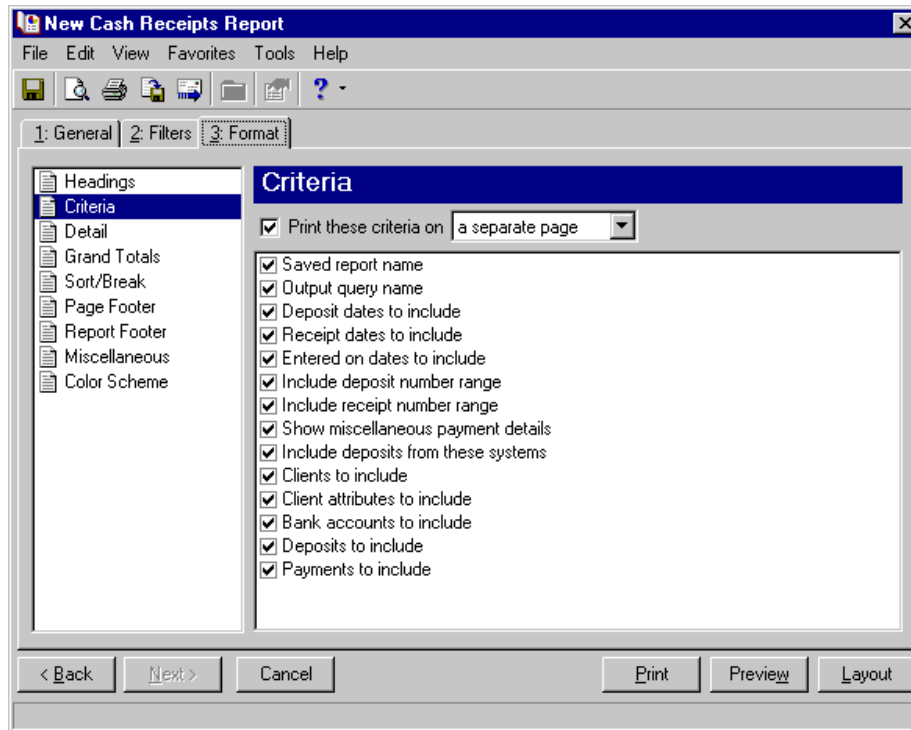 New Cash Receipts Report
File Edit View Favorites Tools Help
?
1: General 2: Filters 3: Format
Headings
Criteria
Detail
Grand Totals
Sort/Break
Page Footer
Report Footer
Miscellaneous
Color Scheme
Criteria
Print these criteria on a separate page
Saved report name
Output query name
Deposit dates to include
Receipt dates to include
Entered on dates to include
Include deposit number range
Include receipt number range
Show miscellaneous payment details
Include deposits from these systems
Clients to include
Client attributes to include
Bank accounts to include
Deposits to include
Payments to include
< Back Next > Cancel Print Preview Layout